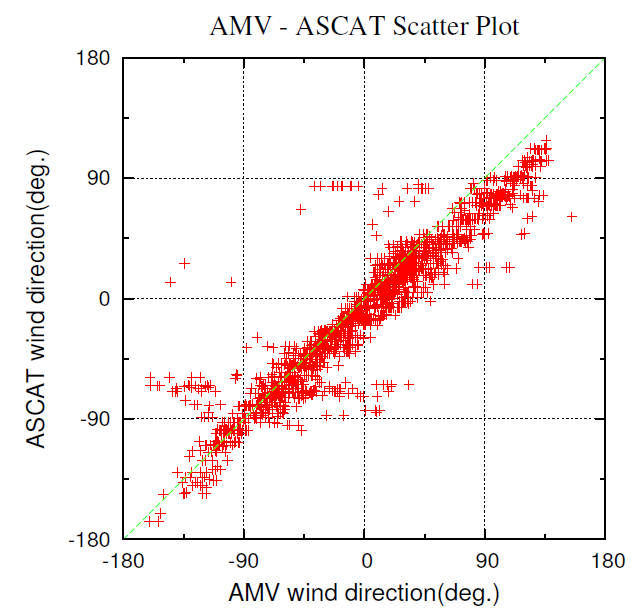 AMV - ASCAT Scatter Plot
180
90
0
-90
-180
ASCAT wind direction(deg.)
-180 -90 0 90 180
AMV wind direction(deg.)